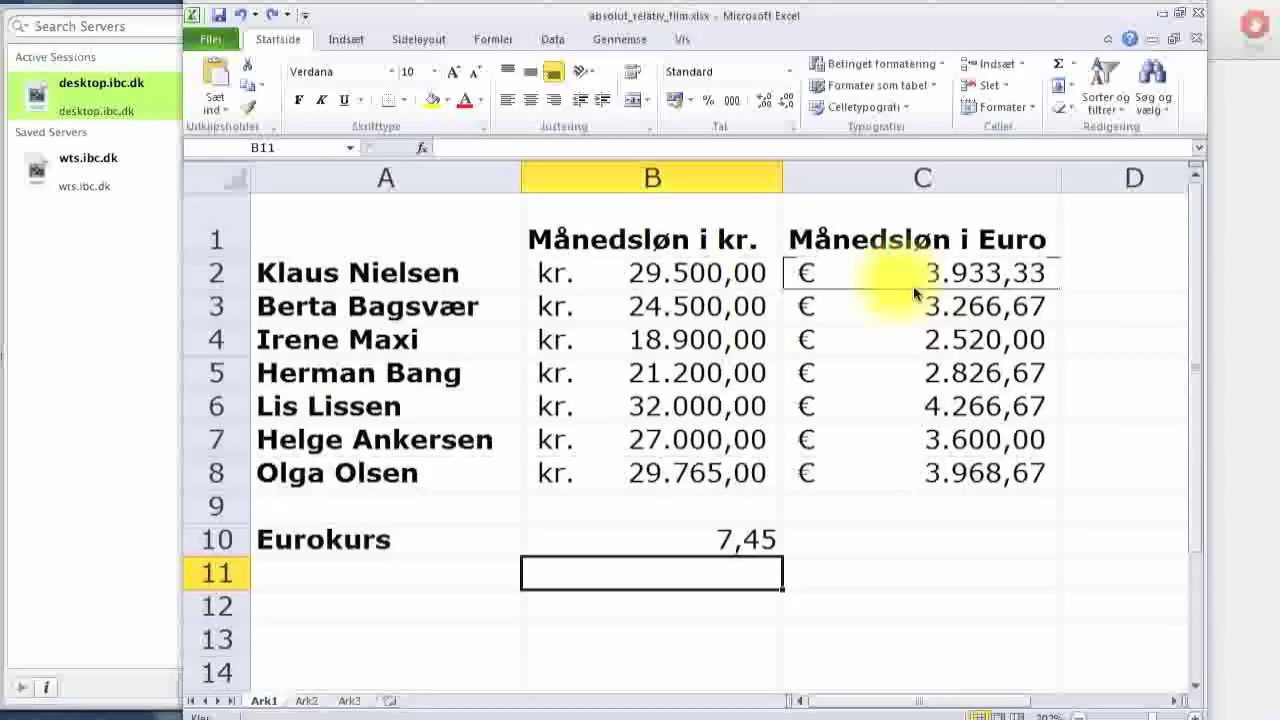 absolut_relativ_film.xlsx - Microsoft Excel
Search Servers
Active Sessions
desktop.ibc.dk
desktop.ibc.dk
Saved Servers
wts.ibc.dk
wts.ibc.dk
Filer Startside Indsæt Sidelayout Formler Data Gennemse Vis
Verdana 10 Standard Betinget formatering Indsæt Σ
Sæt ind Formater som tabel Slet Sorter og filtrer Søg og vælg
F K U % 000 Celletypografi Formater
Udklipsholder Skrifttype Justering Tal Typografier Celler Redigering
B11 fx
A B C D
1 Månedsløn i kr. Månedsløn i Euro
2 Klaus Nielsen kr. 29.500,00 € 3.933,33
3 Berta Bagsvær kr. 24.500,00 € 3.266,67
4 Irene Maxi kr. 18.900,00 € 2.520,00
5 Herman Bang kr. 21.200,00 € 2.826,67
6 Lis Lissen kr. 32.000,00 € 4.266,67
7 Helge Ankersen kr. 27.000,00 € 3.600,00
8 Olga Olsen kr. 29.765,00 € 3.968,67
9
10 Eurokurs 7,45
11
12
13
14
Ark1 Ark2 Ark3